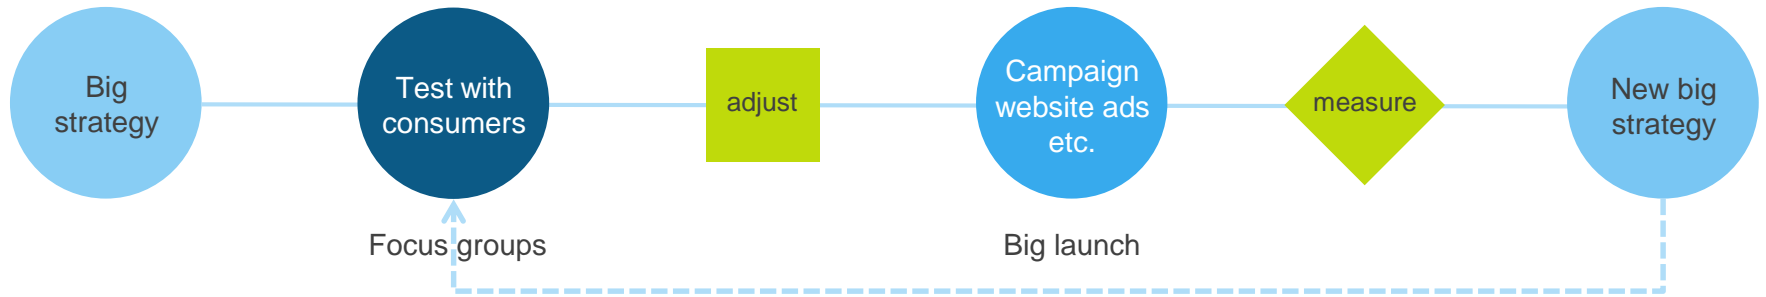 Big
strategy
Test with
consumers
adjust
Campaign
website ads
etc.
measure
New big
strategy
Focus groups
Big launch